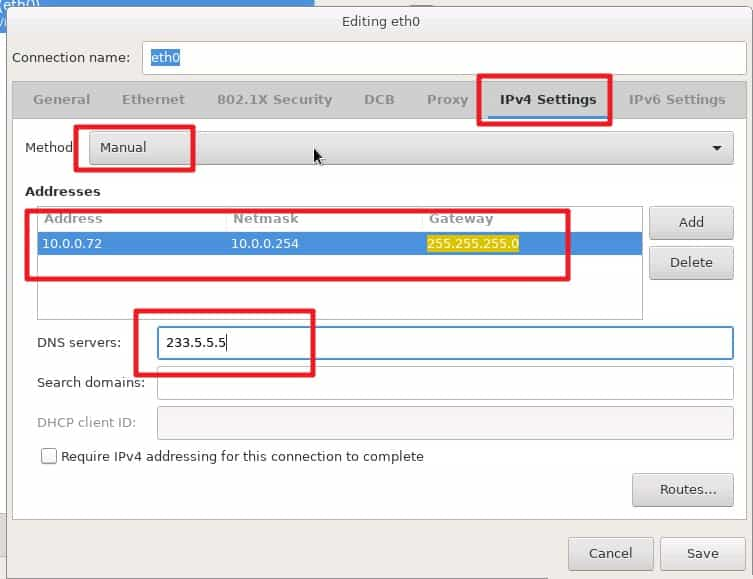 (eth0))
Editing eth0
Connection name: eth0
General Ethernet 802.1X Security DCB Proxy IPv4 Settings IPv6 Settings
Method Manual
Addresses
Address Netmask Gateway
10.0.0.72 10.0.0.254 255.255.255.0
Add
Delete
DNS servers: 233.5.5.5
Search domains:
DHCP client ID:
Require IPv4 addressing for this connection to complete
Routes...
Cancel Save